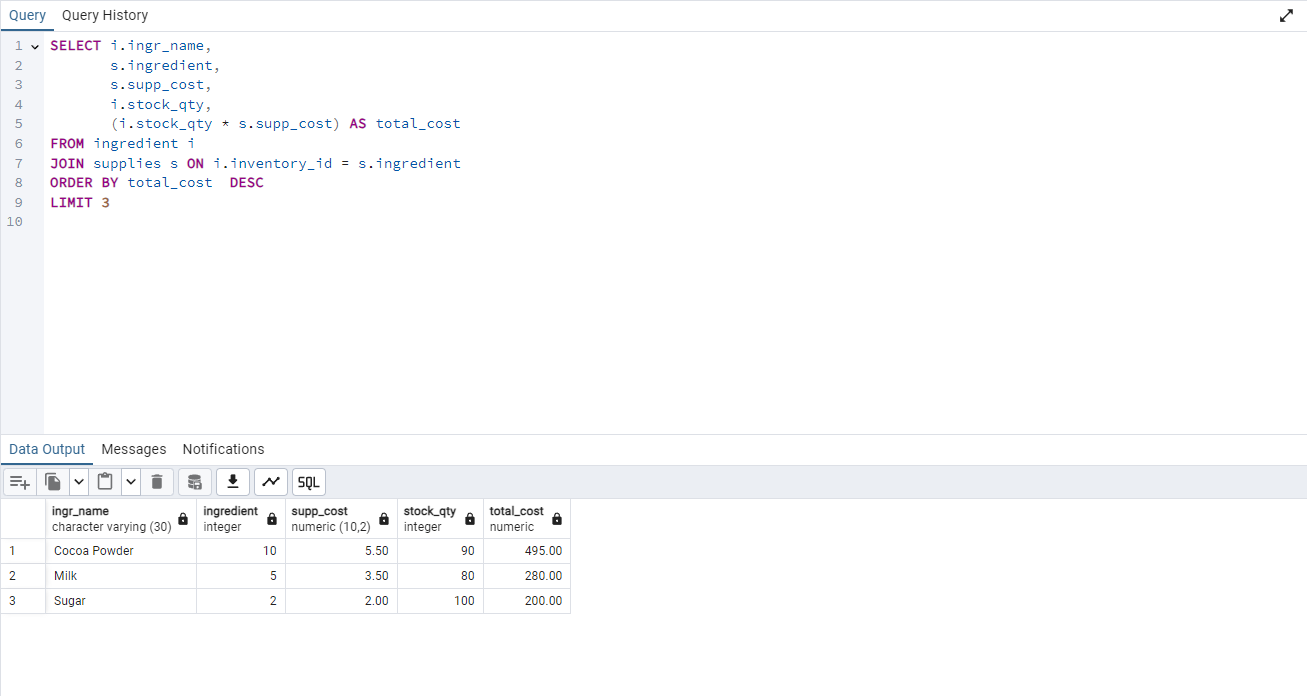 Query Query History
1 SELECT i.ingr_name,
2 s.ingredient,
3 s.supp_cost,
4 i.stock_qty,
5 (i.stock_qty * s.supp_cost) AS total_cost
6 FROM ingredient i
7 JOIN supplies s ON i.inventory_id = s.ingredient
8 ORDER BY total_cost  DESC
9 LIMIT 3
10
Data Output Messages Notifications
SQL
ingr_name ingredient supp_cost stock_qty total_cost
character varying (30) integer numeric (10,2) integer numeric
1 Cocoa Powder 10 5.50 90 495.00
2 Milk 5 3.50 80 280.00
3 Sugar 2 2.00 100 200.00